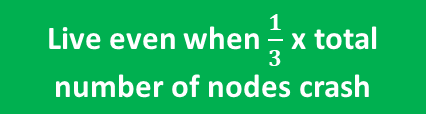 Live even when 1/3 x total
number of nodes crash